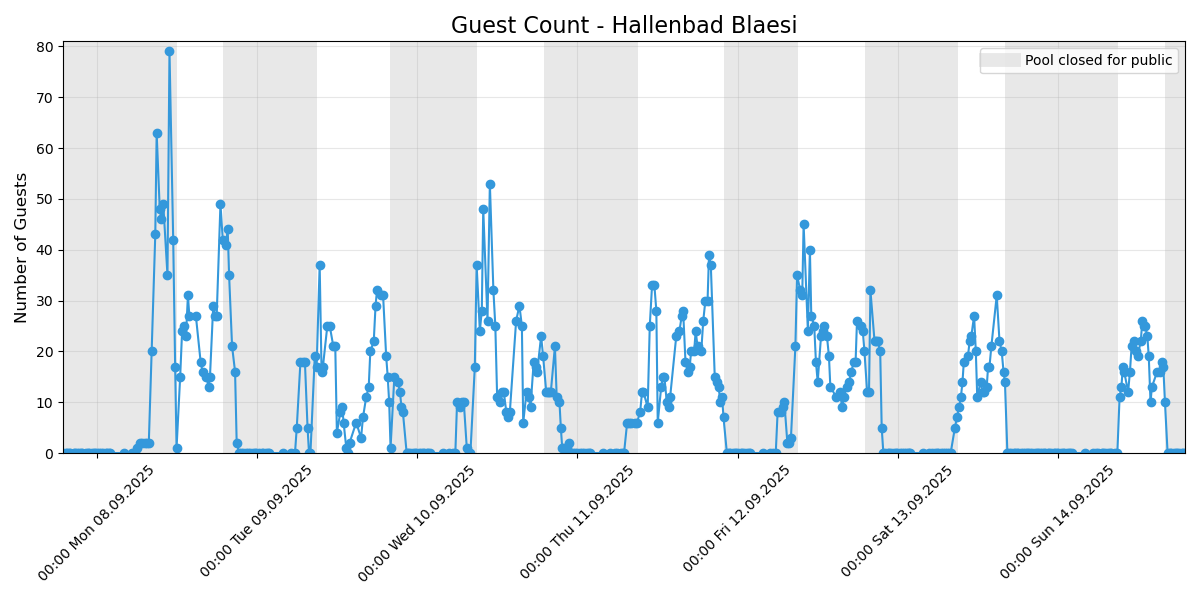 Guest Count - Hallenbad Blaesi
Pool closed for public
Number of Guests
80
70
60
50
40
30
20
10
0
00:00 Mon 08.09.2025
00:00 Tue 09.09.2025
00:00 Wed 10.09.2025
00:00 Thu 11.09.2025
00:00 Fri 12.09.2025
00:00 Sat 13.09.2025
00:00 Sun 14.09.2025